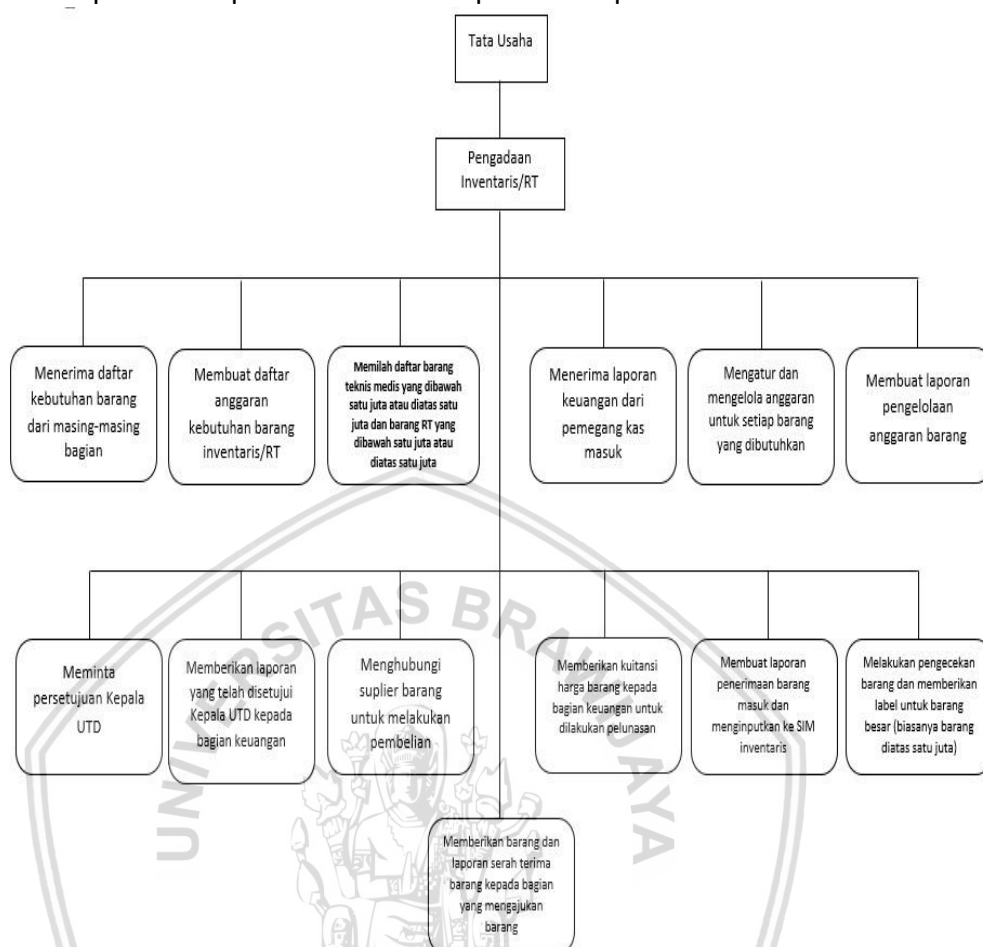 Tata Usaha
Pengadaan
Inventaris/RT
Menerima daftar
kebutuhan barang
dari masing-masing
bagian
Membuat daftar
anggaran
kebutuhan barang
inventaris/RT
Memilah daftar barang
teknis medis yang dibawah
satu juta atau diatas satu
juta dan barang RT yang
dibawah satu juta atau
diatas satu juta
Menerima laporan
keuangan dari
pemegang kas
masuk
Mengatur dan
mengelola anggaran
untuk setiap barang
yang dibutuhkan
Membuat laporan
pengelolaan
anggaran barang
Meminta
persetujuan Kepala
UTD
Memberikan laporan
yang telah disetujui
Kepala UTD kepada
bagian keuangan
Menghubungi
suplier barang
untuk melakukan
pembelian
Memberikan kuitansi
harga barang kepada
bagian keuangan untuk
dilakukan pelunasan
Membuat laporan
penerimaan barang
masuk dan
menginputkan ke SIM
inventaris
Melakukan pengecekan
barang dan memberikan
label untuk barang
besar (biasanya barang
diatas satu juta)
Memberikan barang dan
laporan serah terima
barang kepada bagian
yang mengajukan
barang
UNIVERSITAS BRAWIJAYA